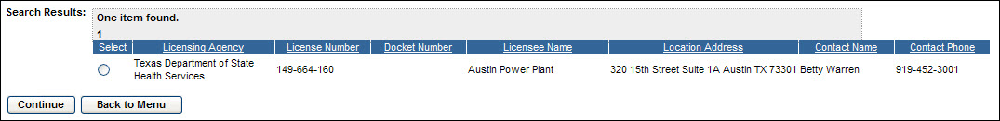 Search Results:
One item found.
1
Select Licensing Agency License Number Docket Number Licensee Name Location Address Contact Name Contact Phone
Texas Department of State Health Services 149-664-160 Austin Power Plant 320 15th Street Suite 1A Austin TX 73301 Betty Warren 919-452-3001
Continue Back to Menu